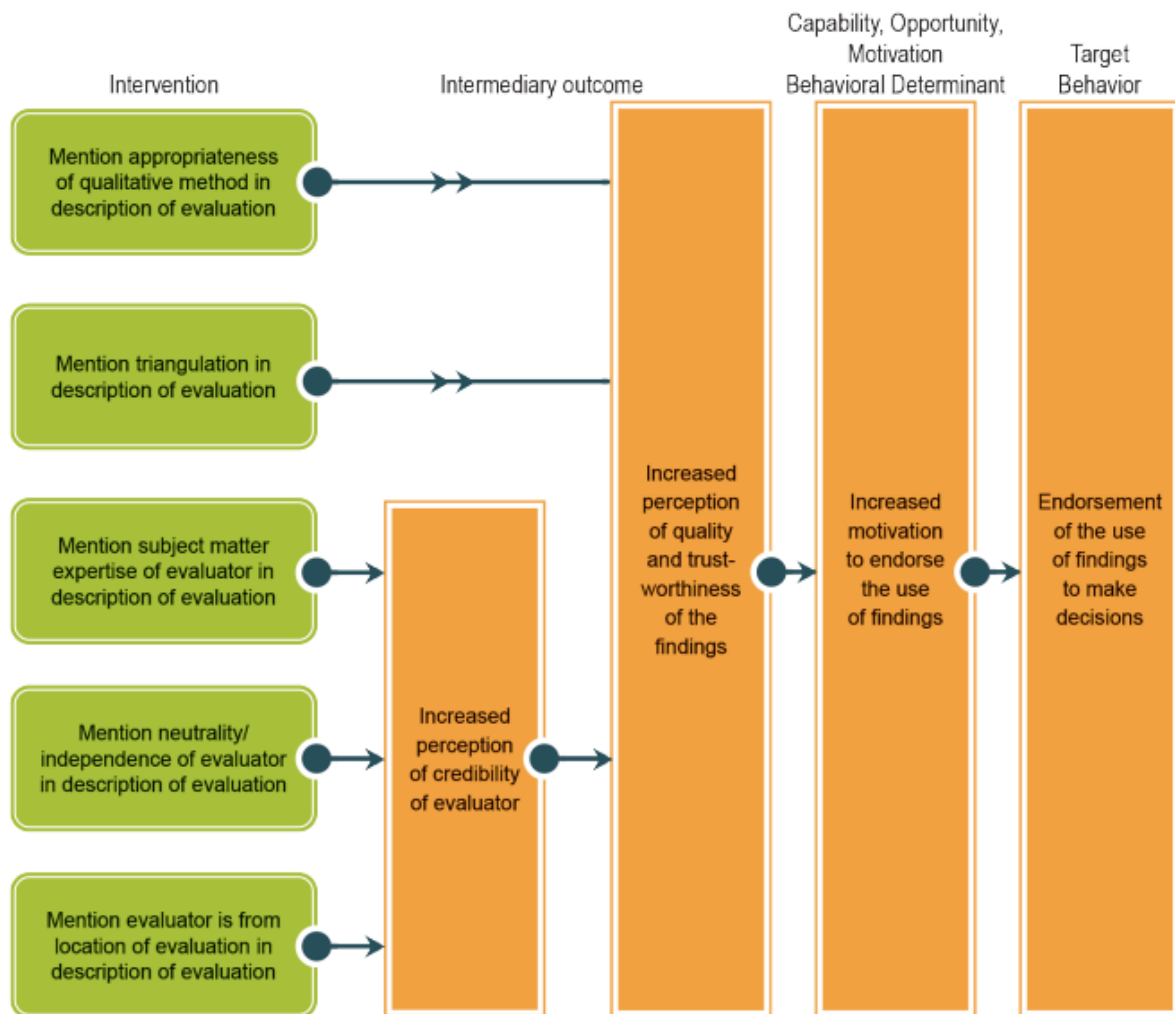 Intervention
Intermediary outcome
Capability, Opportunity,
Motivation
Behavioral Determinant
Target
Behavior
Mention appropriateness
of qualitative method in
description of evaluation
Mention triangulation in
description of evaluation
Mention subject matter
expertise of evaluator in
description of evaluation
Mention neutrality/
independence of evaluator
in description of evaluation
Mention evaluator is from
location of evaluation in
description of evaluation
Increased
perception
of credibility
of evaluator
Increased
perception
of quality
and trust-
worthiness
of the
findings
Increased
motivation
to endorse
the use
of findings
Endorsement
of the use
of findings
to make
decisions